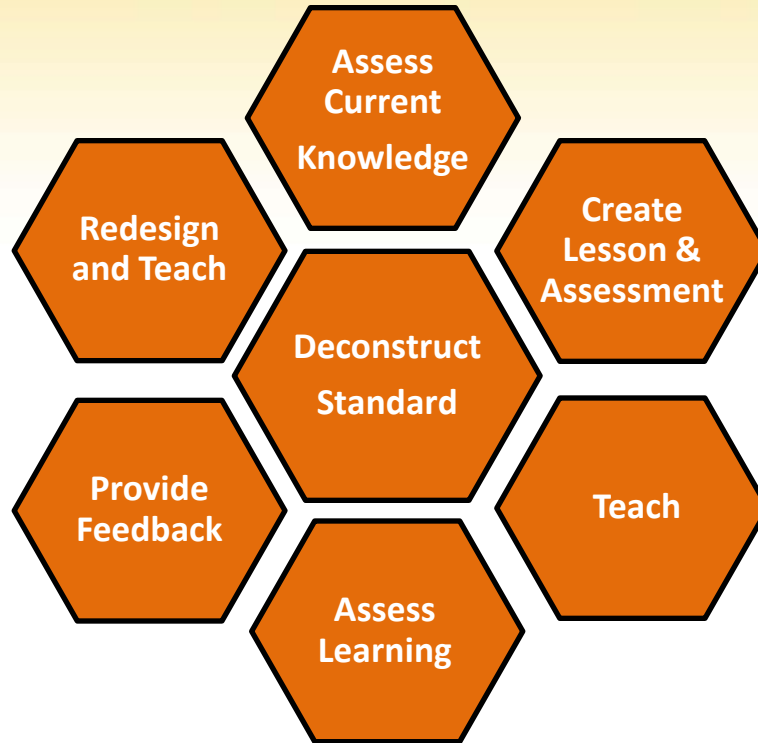 Assess
Current
Knowledge
Create
Lesson &
Assessment
Redesign
and Teach
Deconstruct
Standard
Provide
Feedback
Teach
Assess
Learning